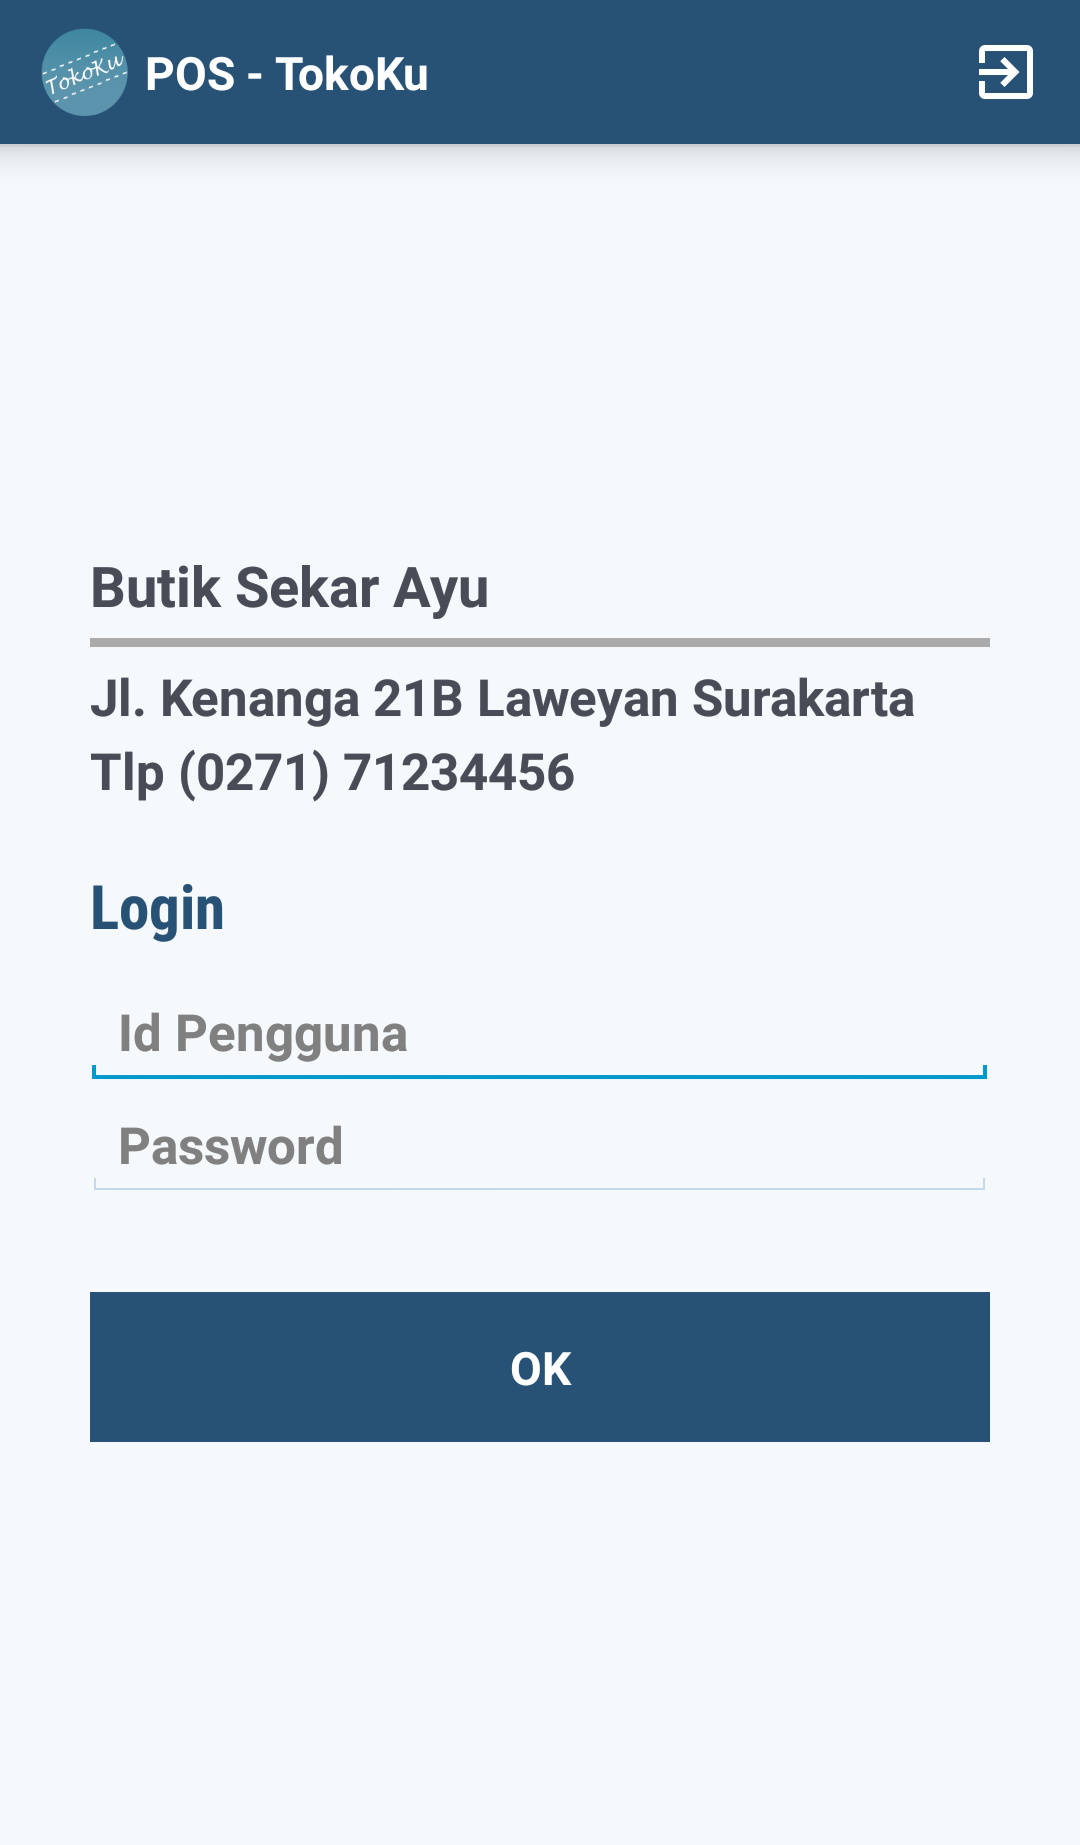 TokoKu
POS - TokoKu
Butik Sekar Ayu
Jl. Kenanga 21B Laweyan Surakarta
Tlp (0271) 71234456
Login
Id Pengguna
Password
OK